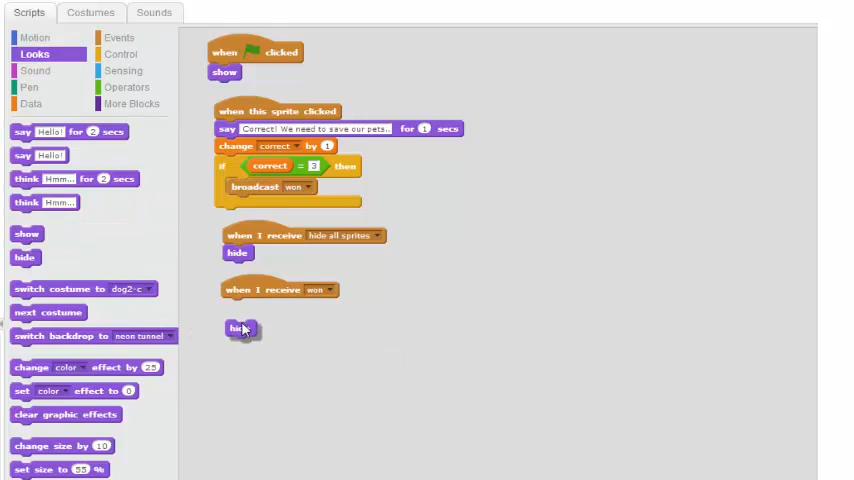 Scripts Costumes Sounds
Motion Events
Looks Control
Sound Sensing
Pen Operators
Data More Blocks
say Hello! for 2 secs
say Hello!
think Hmm... for 2 secs
think Hmm...
show
hide
switch costume to dog2-c
next costume
switch backdrop to neon tunnel
change color effect by 25
set color effect to 0
clear graphic effects
change size by 10
set size to 55 %
when clicked
show
when this sprite clicked
say Correct! We need to save our pets.. for 1 secs
change correct by 1
if correct = 3 then
broadcast won
when I receive hide all sprites
hide
when I receive won
hide